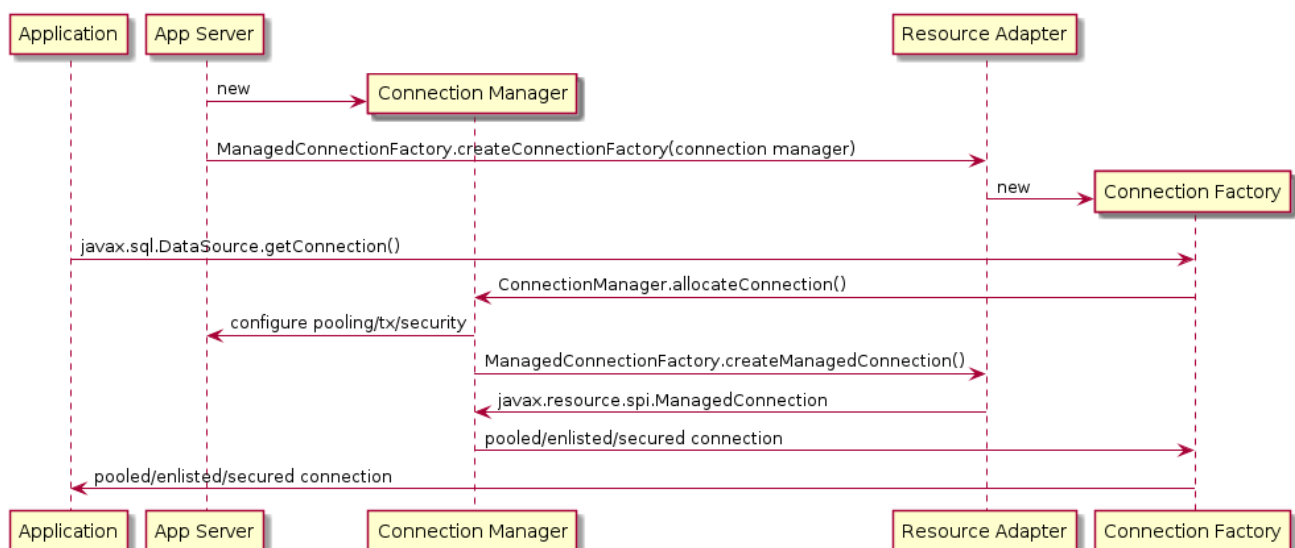 Application
App Server
Resource Adapter
new
Connection Manager
ManagedConnectionFactory.createConnectionFactory(connection manager)
new
Connection Factory
javax.sql.DataSource.getConnection()
ConnectionManager.allocateConnection()
configure pooling/tx/security
ManagedConnectionFactory.createManagedConnection()
javax.resource.spi.ManagedConnection
pooled/enlisted/secured connection
pooled/enlisted/secured connection
Application
App Server
Connection Manager
Resource Adapter
Connection Factory